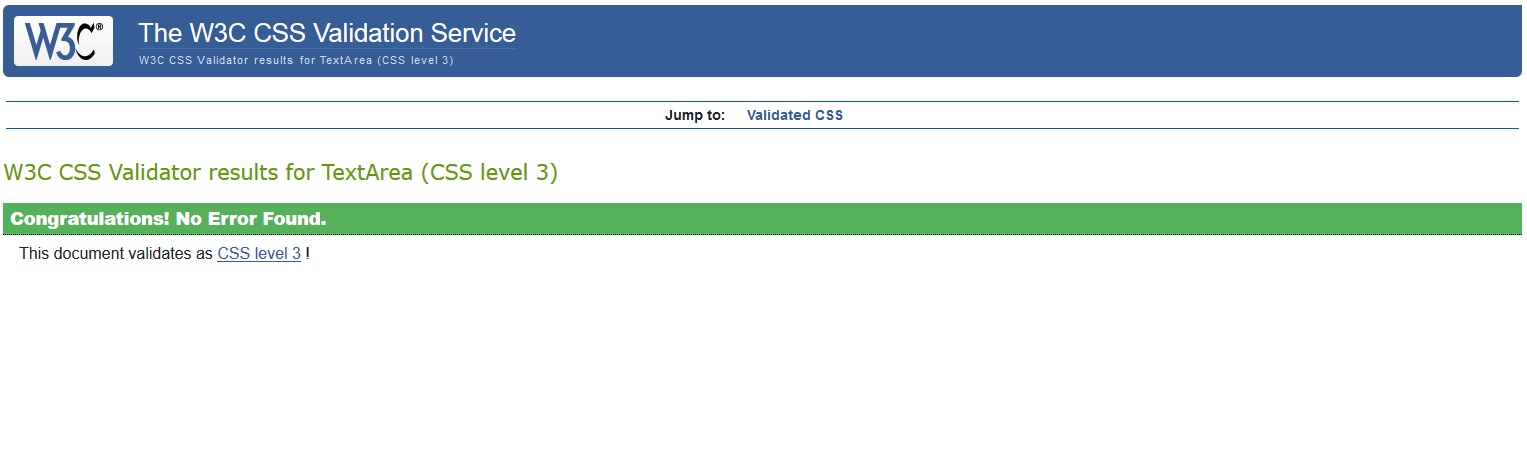 W3C®
The W3C CSS Validation Service
W3C CSS Validator results for TextArea (CSS level 3)
Jump to: Validated CSS
W3C CSS Validator results for TextArea (CSS level 3)
Congratulations! No Error Found.
This document validates as CSS level 3 !